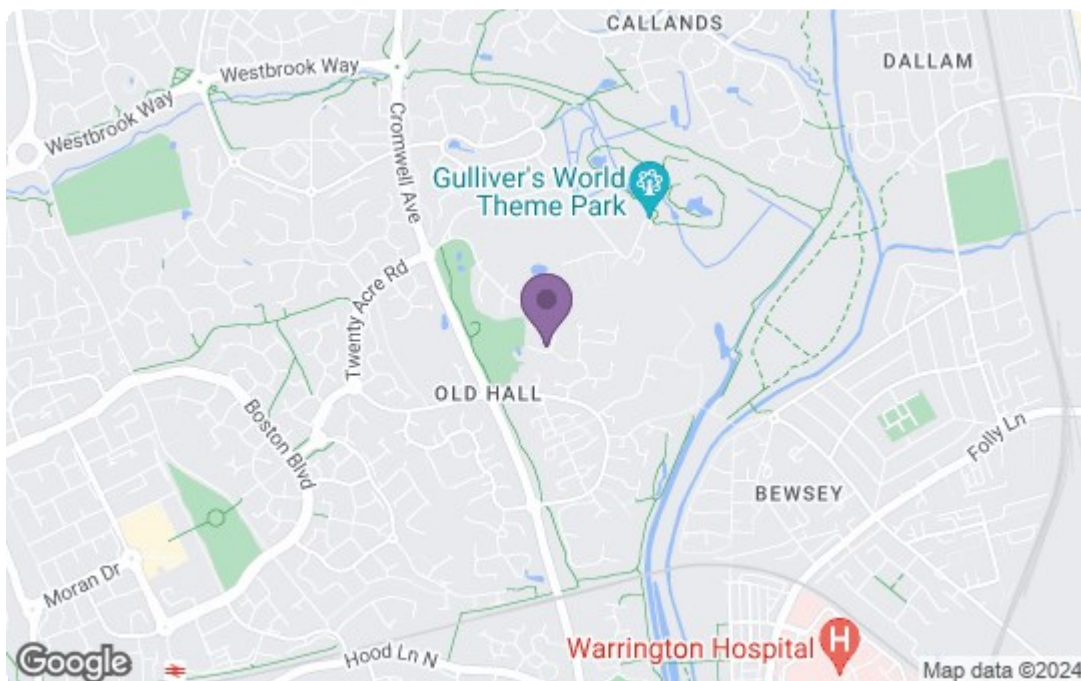 CALLANDS
DALLAM
Westbrook Way
Westbrook Way
Cromwell Ave
Gulliver's World
Theme Park
Twenty Acre Rd
OLD HALL
Boston Blvd
Folly Ln
BEWSEY
Moran Dr
Hood Ln N
Warrington Hospital
H
Google
Map data ©2024